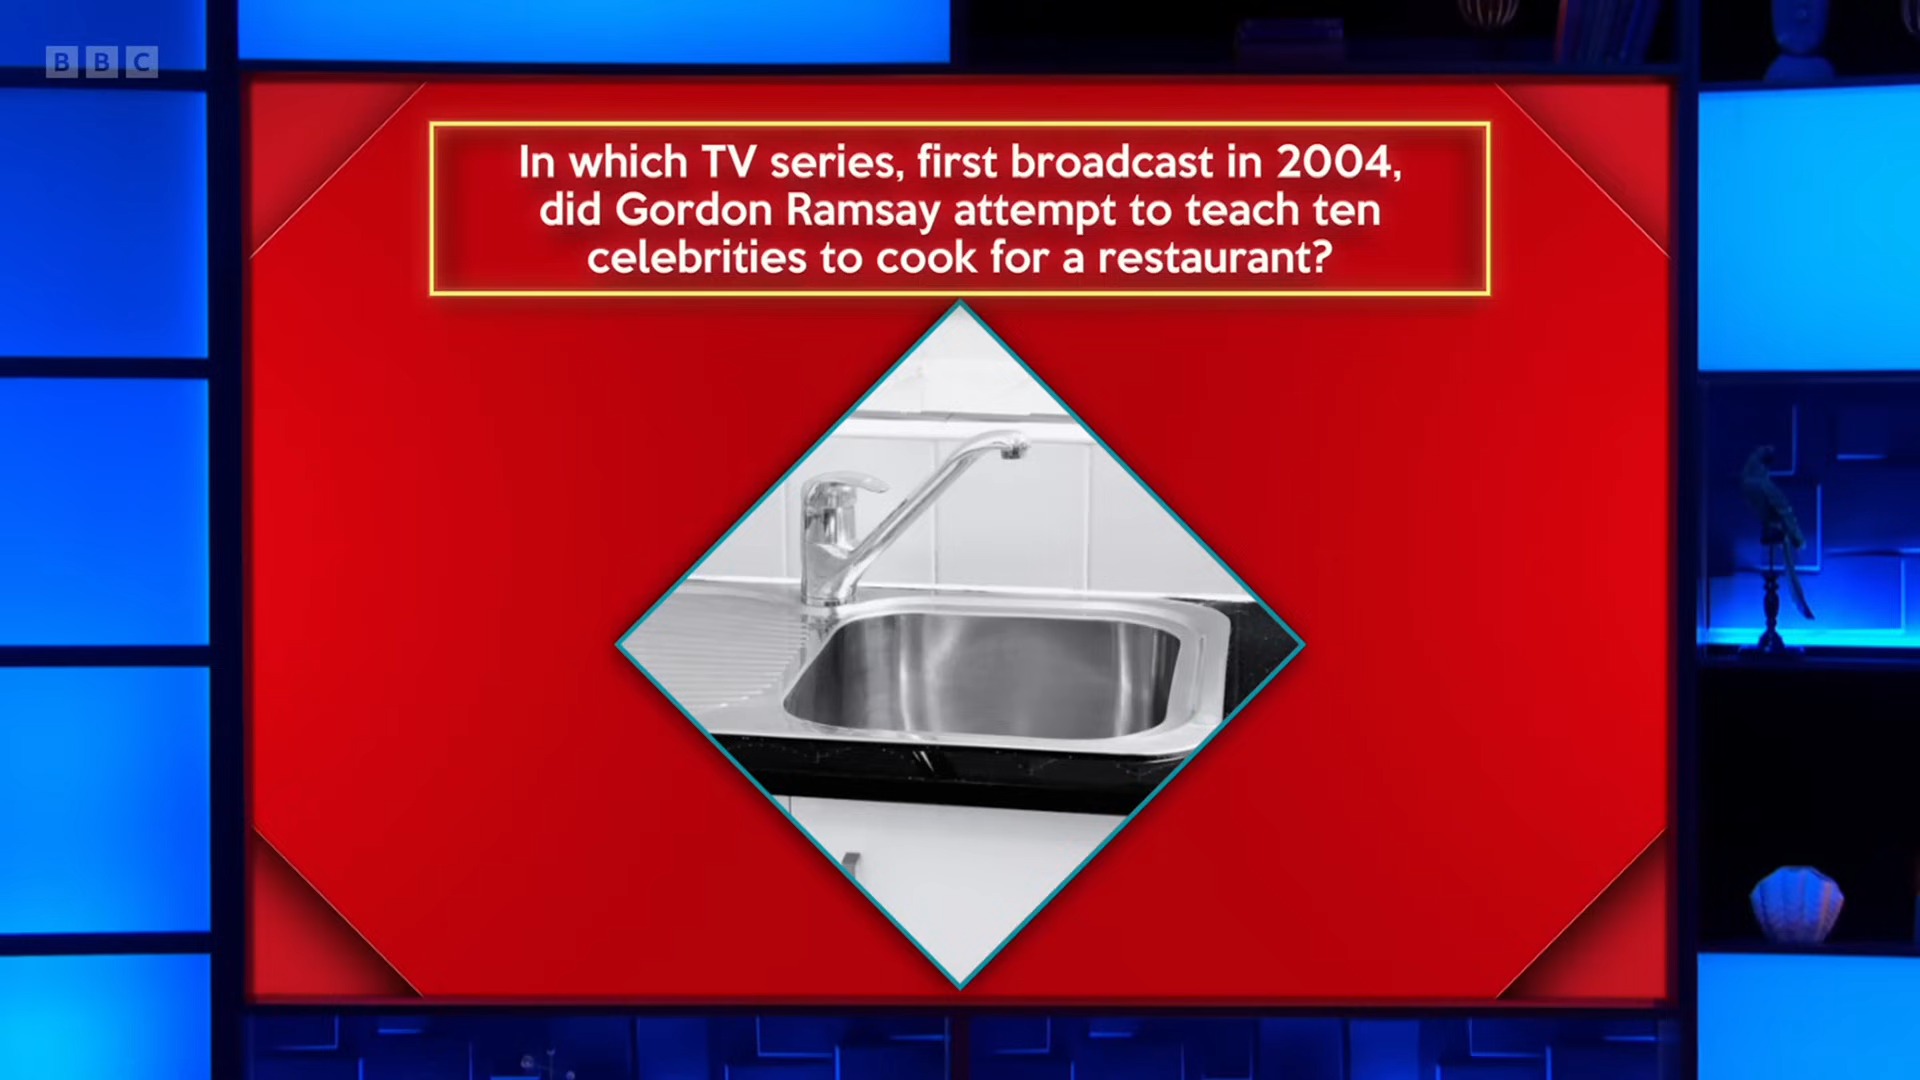 BBC
In which TV series, first broadcast in 2004,
did Gordon Ramsay attempt to teach ten
celebrities to cook for a restaurant?